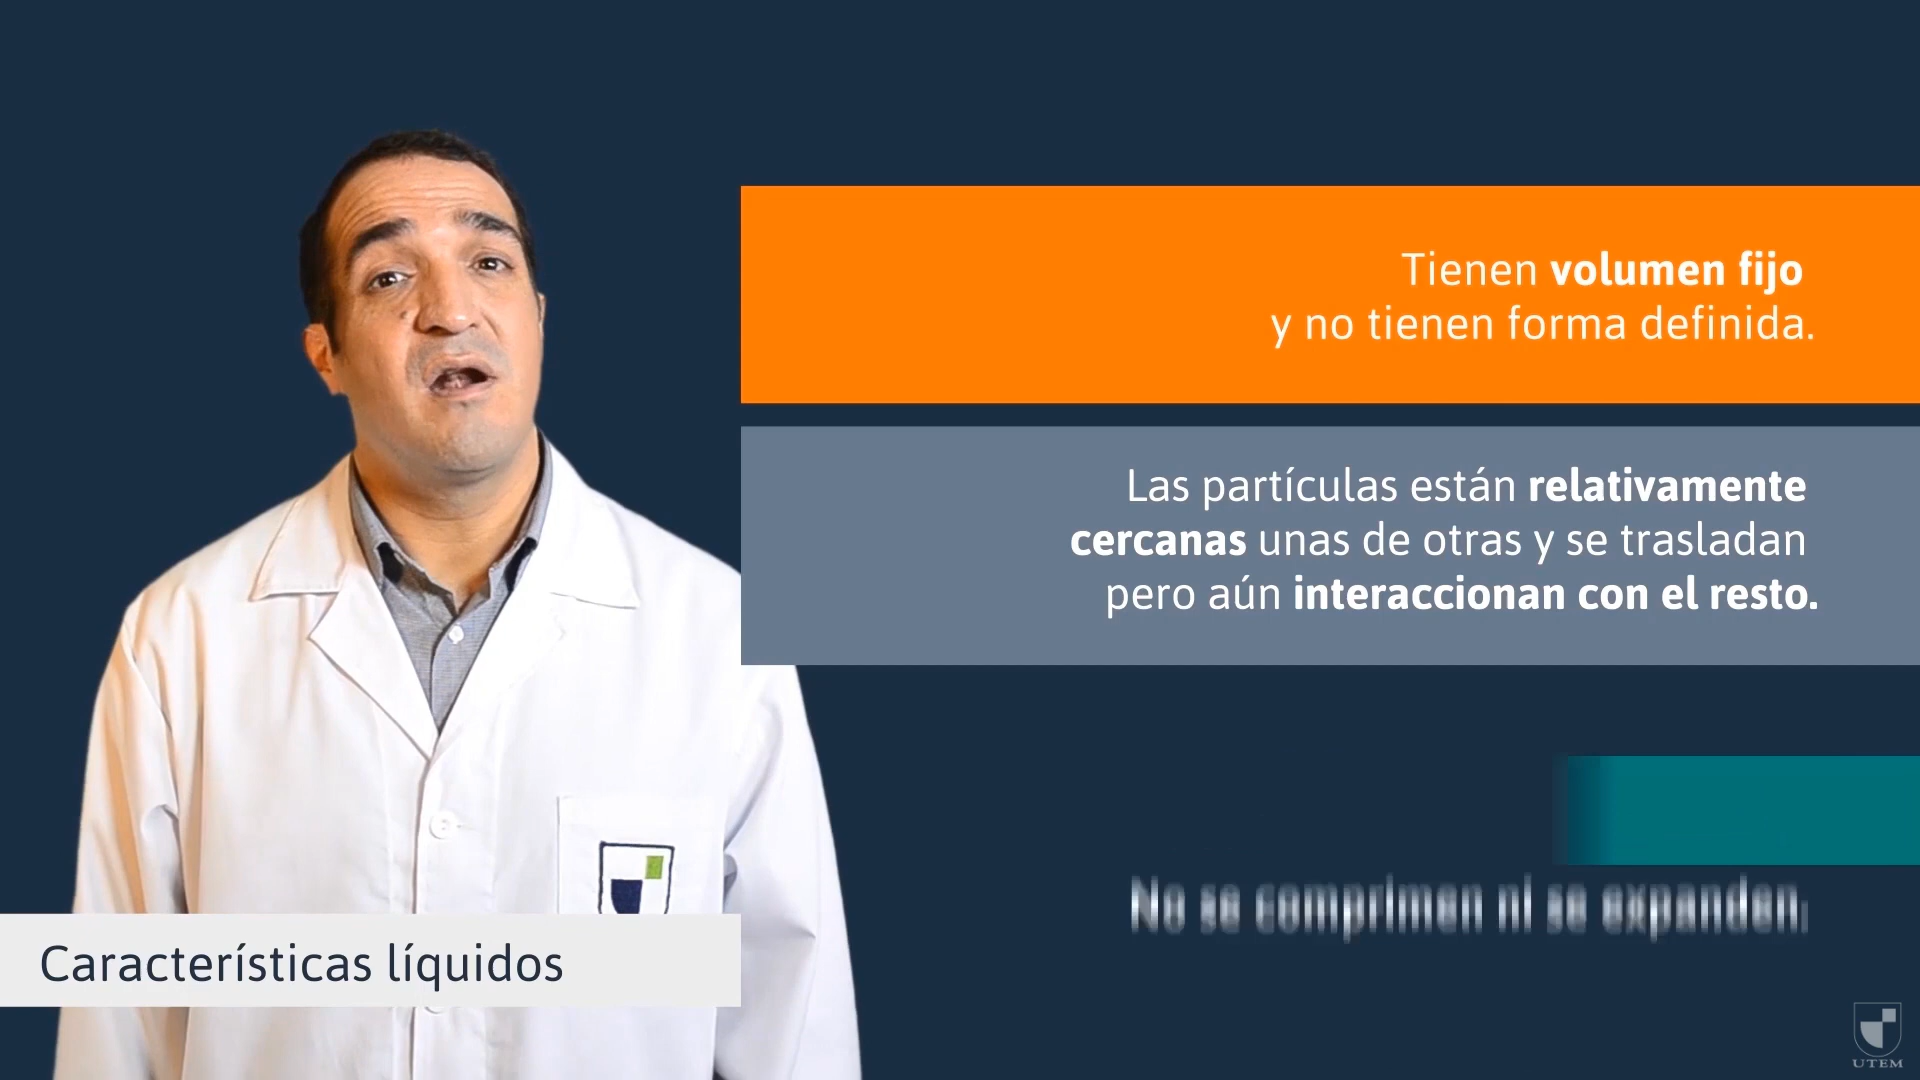 Tienen volumen fijo
y no tienen forma definida.
Las partículas están relativamente
cercanas unas de otras y se trasladan
pero aún interaccionan con el resto.
No se comprimen ni se expanden.
Características líquidos
UTEM